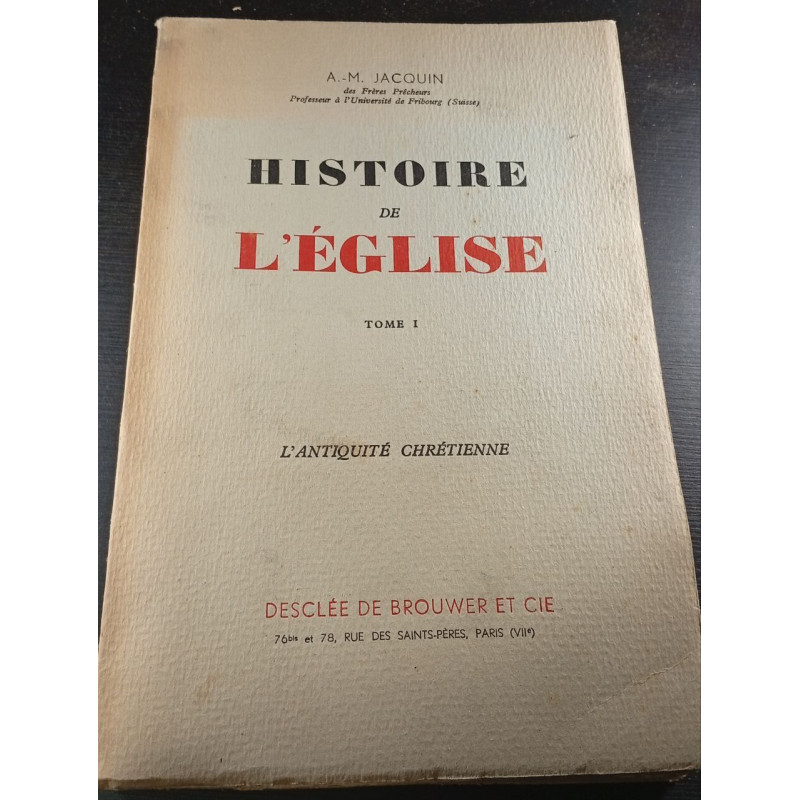 A.-M. JACQUIN
des Frères Prêcheurs
Professeur à l'Université de Fribourg (Suisse)
HISTOIRE
DE
L'ÉGLISE
TOME I
L'ANTIQUITÉ CHRÉTIENNE
DESCLÉE DE BROUWER ET CIE
76bis et 78, RUE DES SAINTS-PÈRES, PARIS (VIIe)